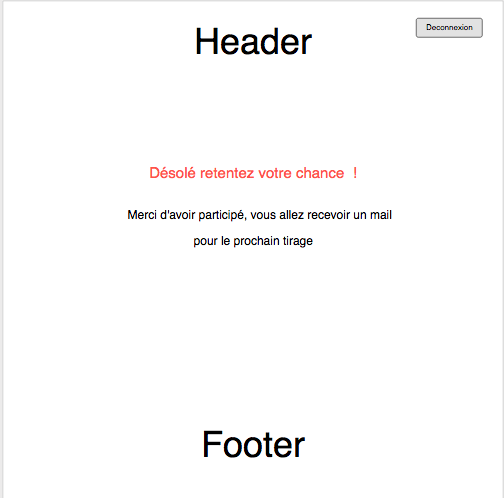 Header
Deconnexion
Désolé retentez votre chance  !
Merci d'avoir participé, vous allez recevoir un mail
pour le prochain tirage
Footer